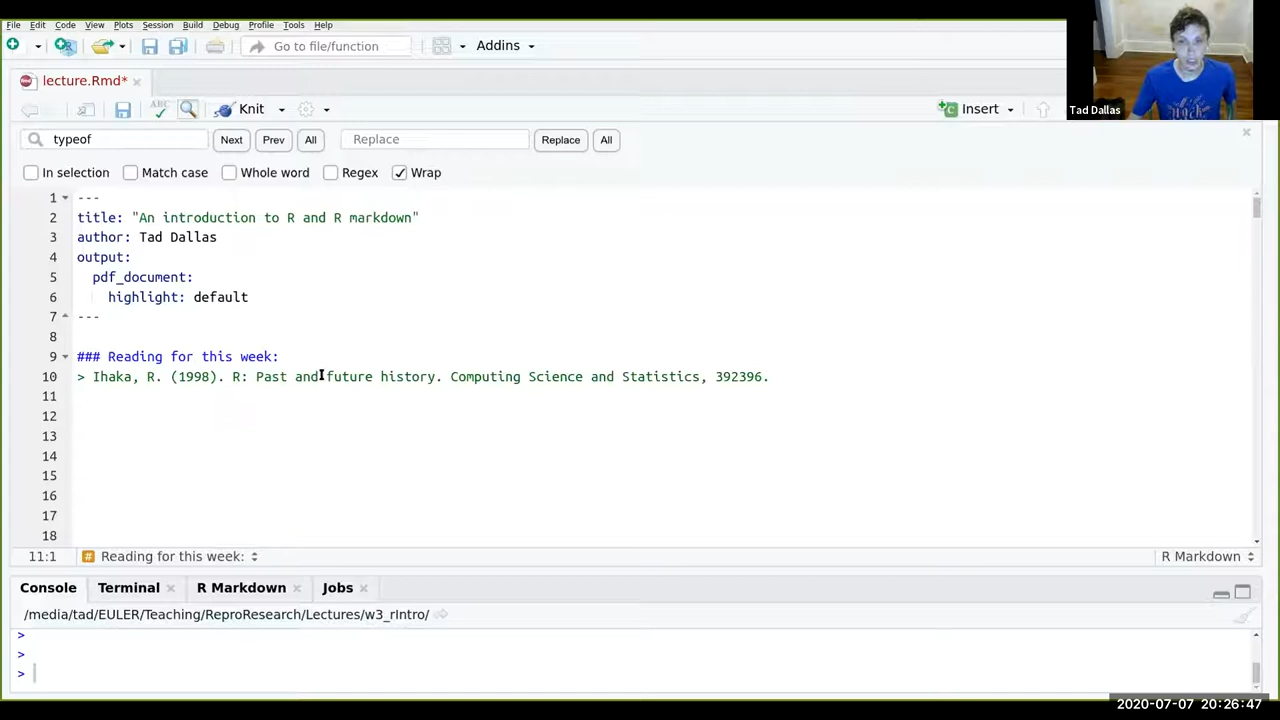 File Edit Code View Plots Session Build Debug Profile Tools Help
Go to file/function Addins
Tad Dallas
lecture.Rmd*
ABC Knit Insert
typeof Next Prev All Replace Replace All
In selection Match case Whole word Regex Wrap
1 ---
2 title: "An introduction to R and R markdown"
3 author: Tad Dallas
4 output:
5 pdf_document:
6 highlight: default
7 ---
8
9 ### Reading for this week:
10 > Ihaka, R. (1998). R: Past and future history. Computing Science and Statistics, 392396.
11
12
13
14
15
16
17
18
11:1 # Reading for this week: R Markdown
Console Terminal R Markdown Jobs
/media/tad/EULER/Teaching/ReproResearch/Lectures/w3_rIntro/
>
>
>
2020-07-07 20:26:47